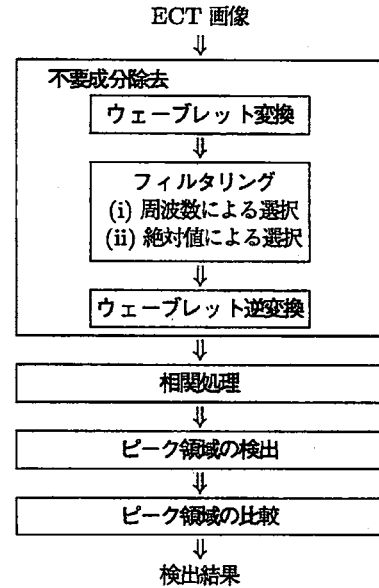 ECT 画像
⇓
不要成分除去
ウェーブレット変換
⇓
フィルタリング
(i) 周波数による選択
(ii) 絶対値による選択
⇓
ウェーブレット逆変換
⇓
相関処理
⇓
ピーク領域の検出
⇓
ピーク領域の比較
⇓
検出結果